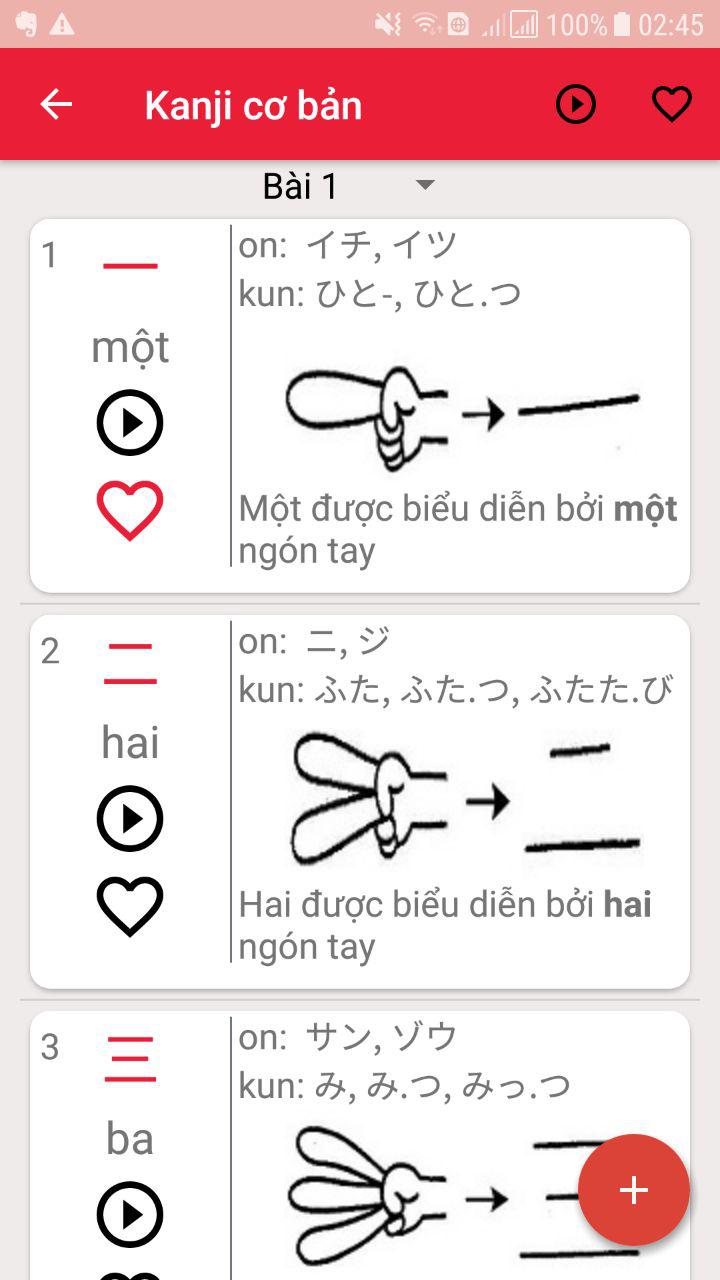 100% 02:45
Kanji cơ bản
Bài 1
1
一
một
on: イチ, イツ
kun: ひと-, ひと.つ
Một được biểu diễn bởi một
ngón tay
2
二
hai
on: ニ, ジ
kun: ふた, ふた.つ, ふたた.び
Hai được biểu diễn bởi hai
ngón tay
3
三
ba
on: サン, ゾウ
kun: み, み.つ, みっ.つ